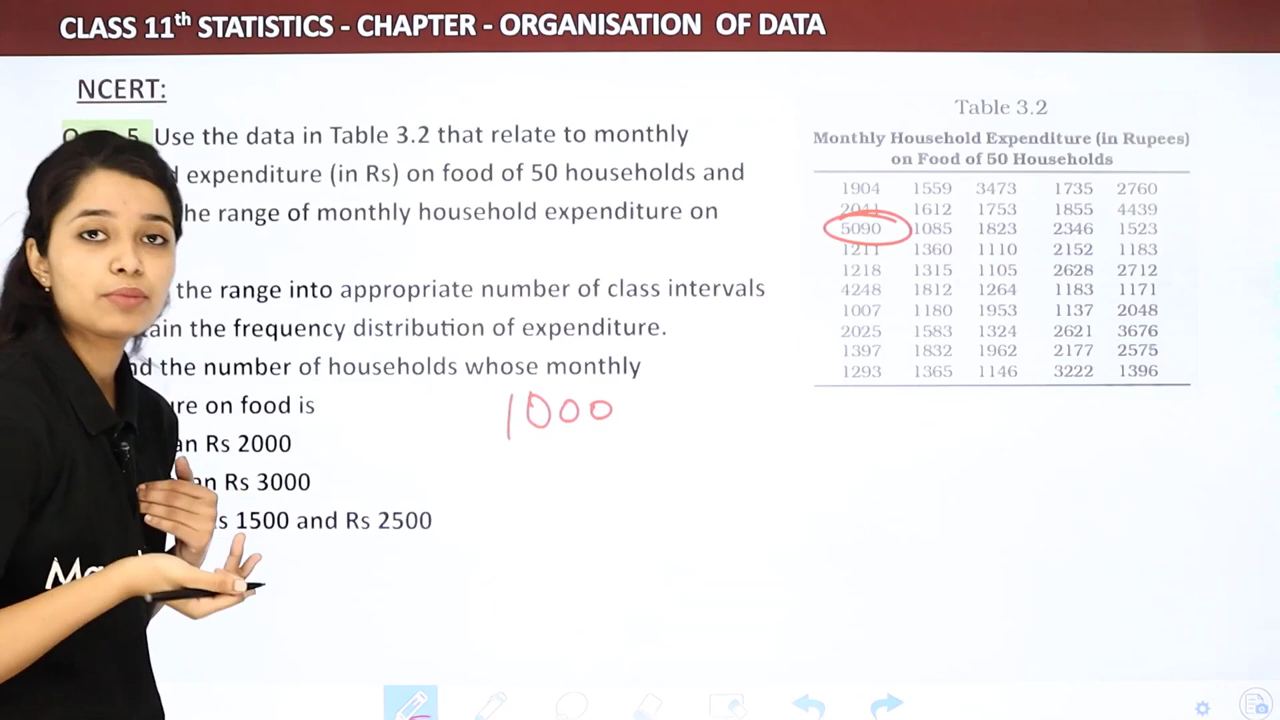 CLASS 11th STATISTICS - CHAPTER - ORGANISATION OF DATA
NCERT:
5 Use the data in Table 3.2 that relate to monthly
expenditure (in Rs) on food of 50 households and
the range of monthly household expenditure on
the range into appropriate number of class intervals
the frequency distribution of expenditure.
the number of households whose monthly
on food is
Rs 2000
Rs 3000
1500 and Rs 2500
1000
Table 3.2
Monthly Household Expenditure (in Rupees)
on Food of 50 Households
1904 1559 3473 1735 2760
2041 1612 1753 1855 4439
5090 1085 1823 2346 1523
1211 1360 1110 2152 1183
1218 1315 1105 2628 2712
4248 1812 1264 1183 1171
1007 1180 1953 1137 2048
2025 1583 1324 2621 3676
1397 1832 1962 2177 2575
1293 1365 1146 3222 1396